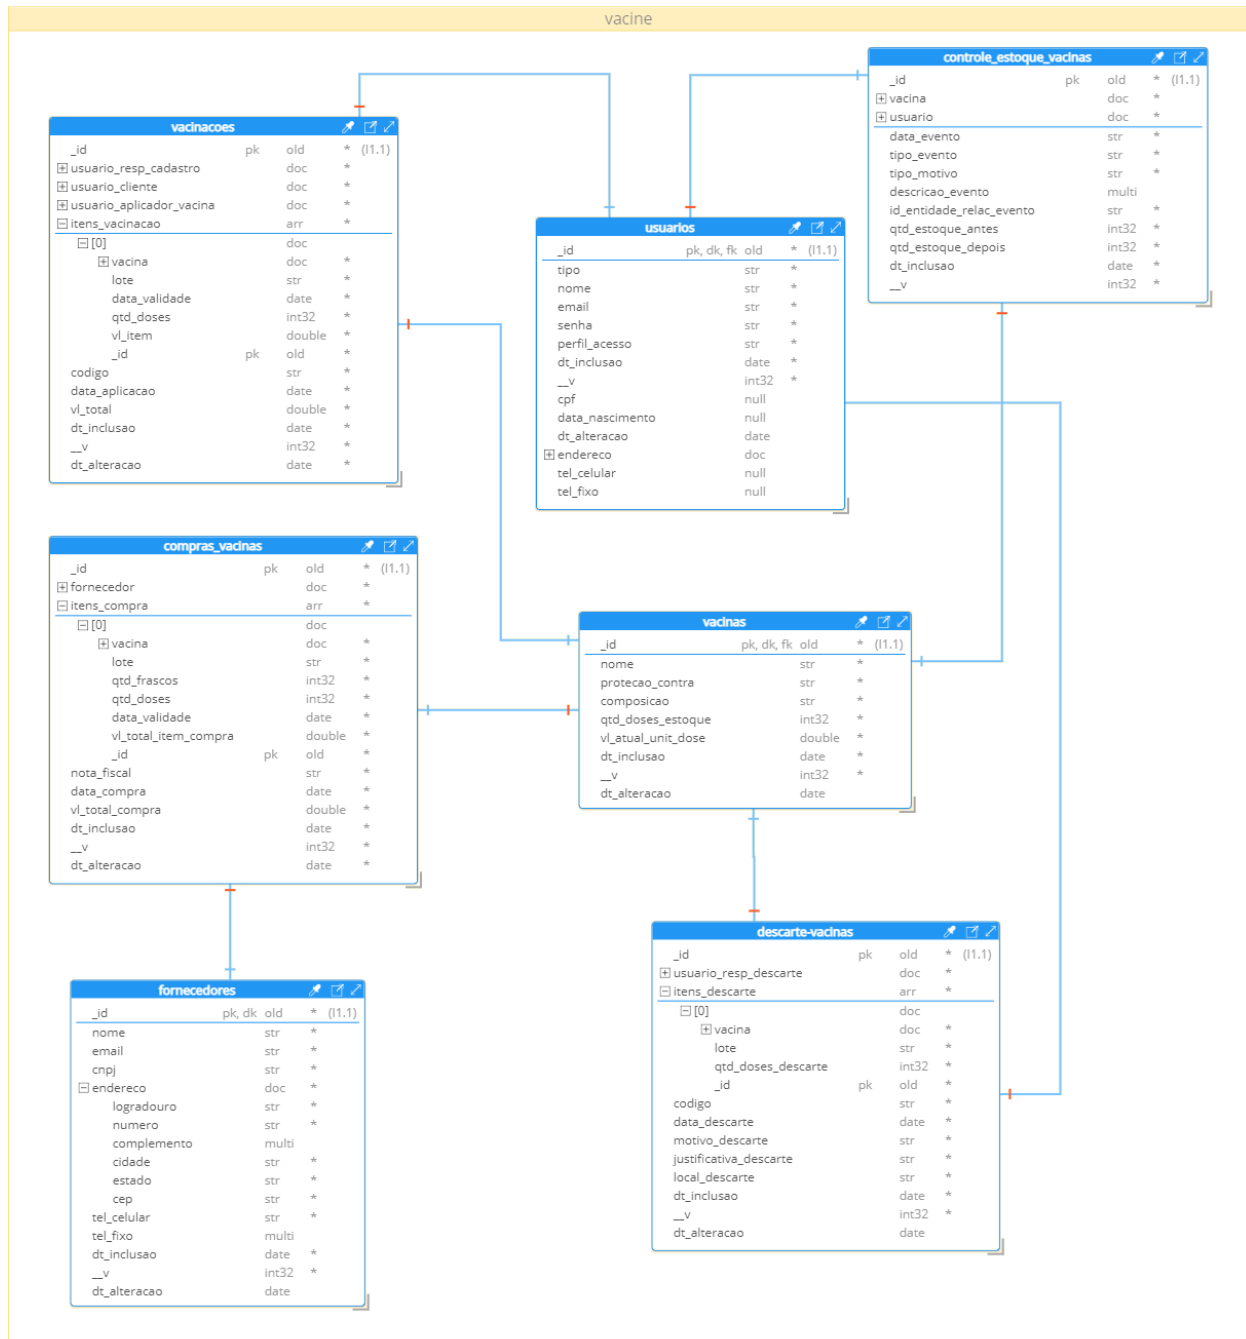 vacine
controle_estoque_vacinas
_id pk oId * (I1.1)
vacina doc *
usuario doc *
data_evento str *
tipo_evento str *
tipo_motivo str *
descricao_evento multi
id_entidade_relac_evento str *
qtd_estoque_antes int32 *
qtd_estoque_depois int32 *
dt_inclusao date *
__v int32 *
vacinacoes
_id pk oId * (I1.1)
usuario_resp_cadastro doc *
usuario_cliente doc *
usuario_aplicador_vacina doc *
itens_vacinacao arr *
[0] doc
vacina doc *
lote str *
data_validade date *
qtd_doses int32 *
vl_item double *
_id pk oId *
codigo str *
data_aplicacao date *
vl_total double *
dt_inclusao date *
__v int32 *
dt_alteracao date *
usuarios
_id pk, dk, fk oId * (I1.1)
tipo str *
nome str *
email str *
senha str *
perfil_acesso str *
dt_inclusao date *
__v int32 *
cpf null
data_nascimento null
dt_alteracao date
endereco doc
tel_celular null
tel_fixo null
compras_vacinas
_id pk oId * (I1.1)
fornecedor doc *
itens_compra arr *
[0] doc
vacina doc *
lote str *
qtd_frascos int32 *
qtd_doses int32 *
data_validade date *
vl_total_item_compra double *
_id pk oId *
nota_fiscal str *
data_compra date *
vl_total_compra double *
dt_inclusao date *
__v int32 *
dt_alteracao date *
vacinas
_id pk, dk, fk oId * (I1.1)
nome str *
protecao_contra str *
composicao str *
qtd_doses_estoque int32 *
vl_atual_unit_dose double *
dt_inclusao date *
__v int32 *
dt_alteracao date
fornecedores
_id pk, dk oId * (I1.1)
nome str *
email str *
cnpj str *
endereco doc *
logradouro str *
numero str *
complemento multi
cidade str *
estado str *
cep str *
tel_celular str *
tel_fixo multi
dt_inclusao date *
__v int32 *
dt_alteracao date
descarte-vacinas
_id pk oId * (I1.1)
usuario_resp_descarte doc *
itens_descarte arr *
[0] doc
vacina doc *
lote str *
qtd_doses_descarte int32 *
_id pk oId *
codigo str *
data_descarte date *
motivo_descarte str *
justificativa_descarte str *
local_descarte str *
dt_inclusao date *
__v int32 *
dt_alteracao date